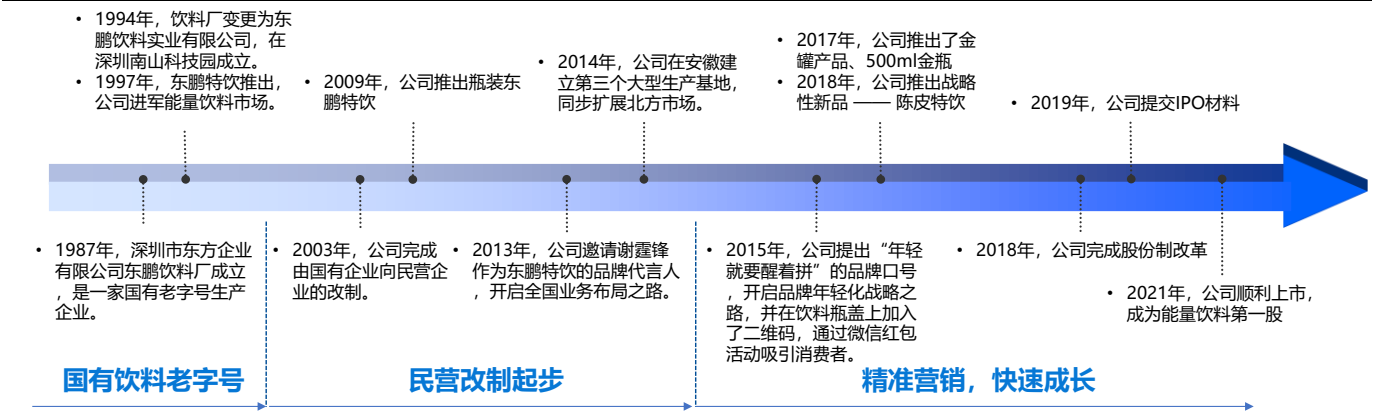 • 1994年，饮料厂变更为东
鹏饮料实业有限公司，在
深圳南山科技园成立。
• 1997年，东鹏特饮推出，
公司进军能量饮料市场。
• 2009年，公司推出瓶装东
鹏特饮
• 2014年，公司在安徽建
立第三个大型生产基地，
同步扩展北方市场。
• 2017年，公司推出了金
罐产品、500ml金瓶
• 2018年，公司推出战略
性新品 —— 陈皮特饮
• 2019年，公司提交IPO材料
• 1987年，深圳市东方企业
有限公司东鹏饮料厂成立
，是一家国有老字号生产
企业。
• 2003年，公司完成
由国有企业向民营企
业的改制。
• 2013年，公司邀请谢霆锋
作为东鹏特饮的品牌代言人
，开启全国业务布局之路。
• 2015年，公司提出“年轻
就要醒着拼”的品牌口号
，开启品牌年轻化战略之
路，并在饮料瓶盖上加入
了二维码，通过微信红包
活动吸引消费者。
• 2018年，公司完成股份制改革
• 2021年，公司顺利上市，
成为能量饮料第一股
国有饮料老字号
民营改制起步
精准营销，快速成长